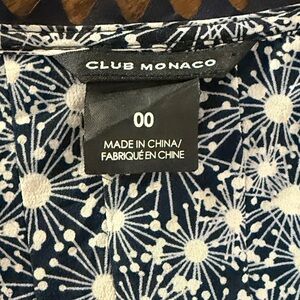 CLUB MONACO
00
MADE IN CHINA/
FABRIQUÉ EN CHINE